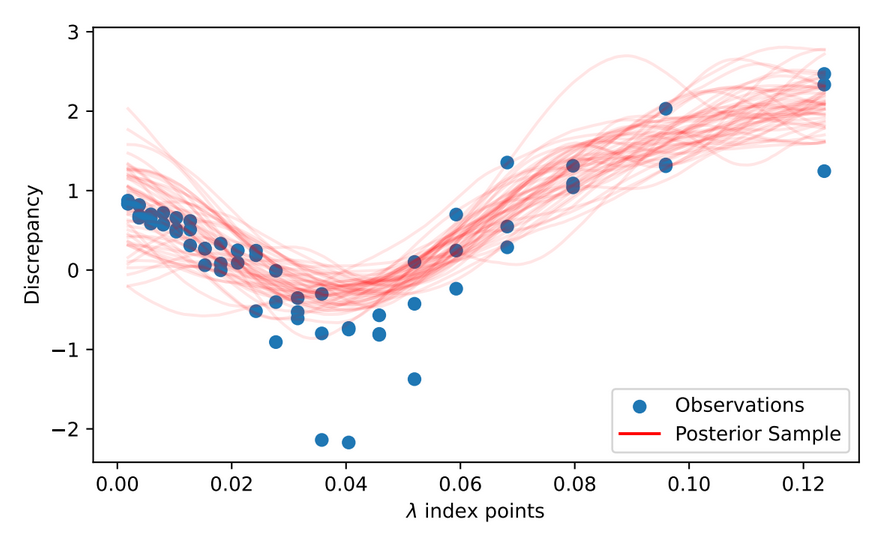 3
2
1
0
−1
−2
Discrepancy
0.00 0.02 0.04 0.06 0.08 0.10 0.12
λ index points
Observations
Posterior Sample